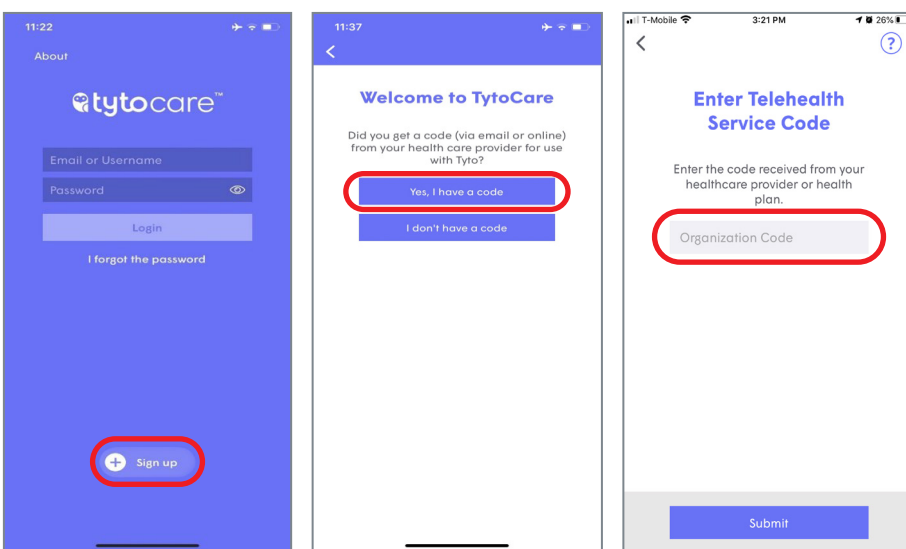 11:22
About
tytocare™
Email or Username
Password
Login
I forgot the password
Sign up
11:37
Welcome to TytoCare
Did you get a code (via email or online)
from your health care provider for use
with Tyto?
Yes, I have a code
I don't have a code
T-Mobile 3:21 PM 26%
?
Enter Telehealth
Service Code
Enter the code received from your
healthcare provider or health
plan.
Organization Code
Submit